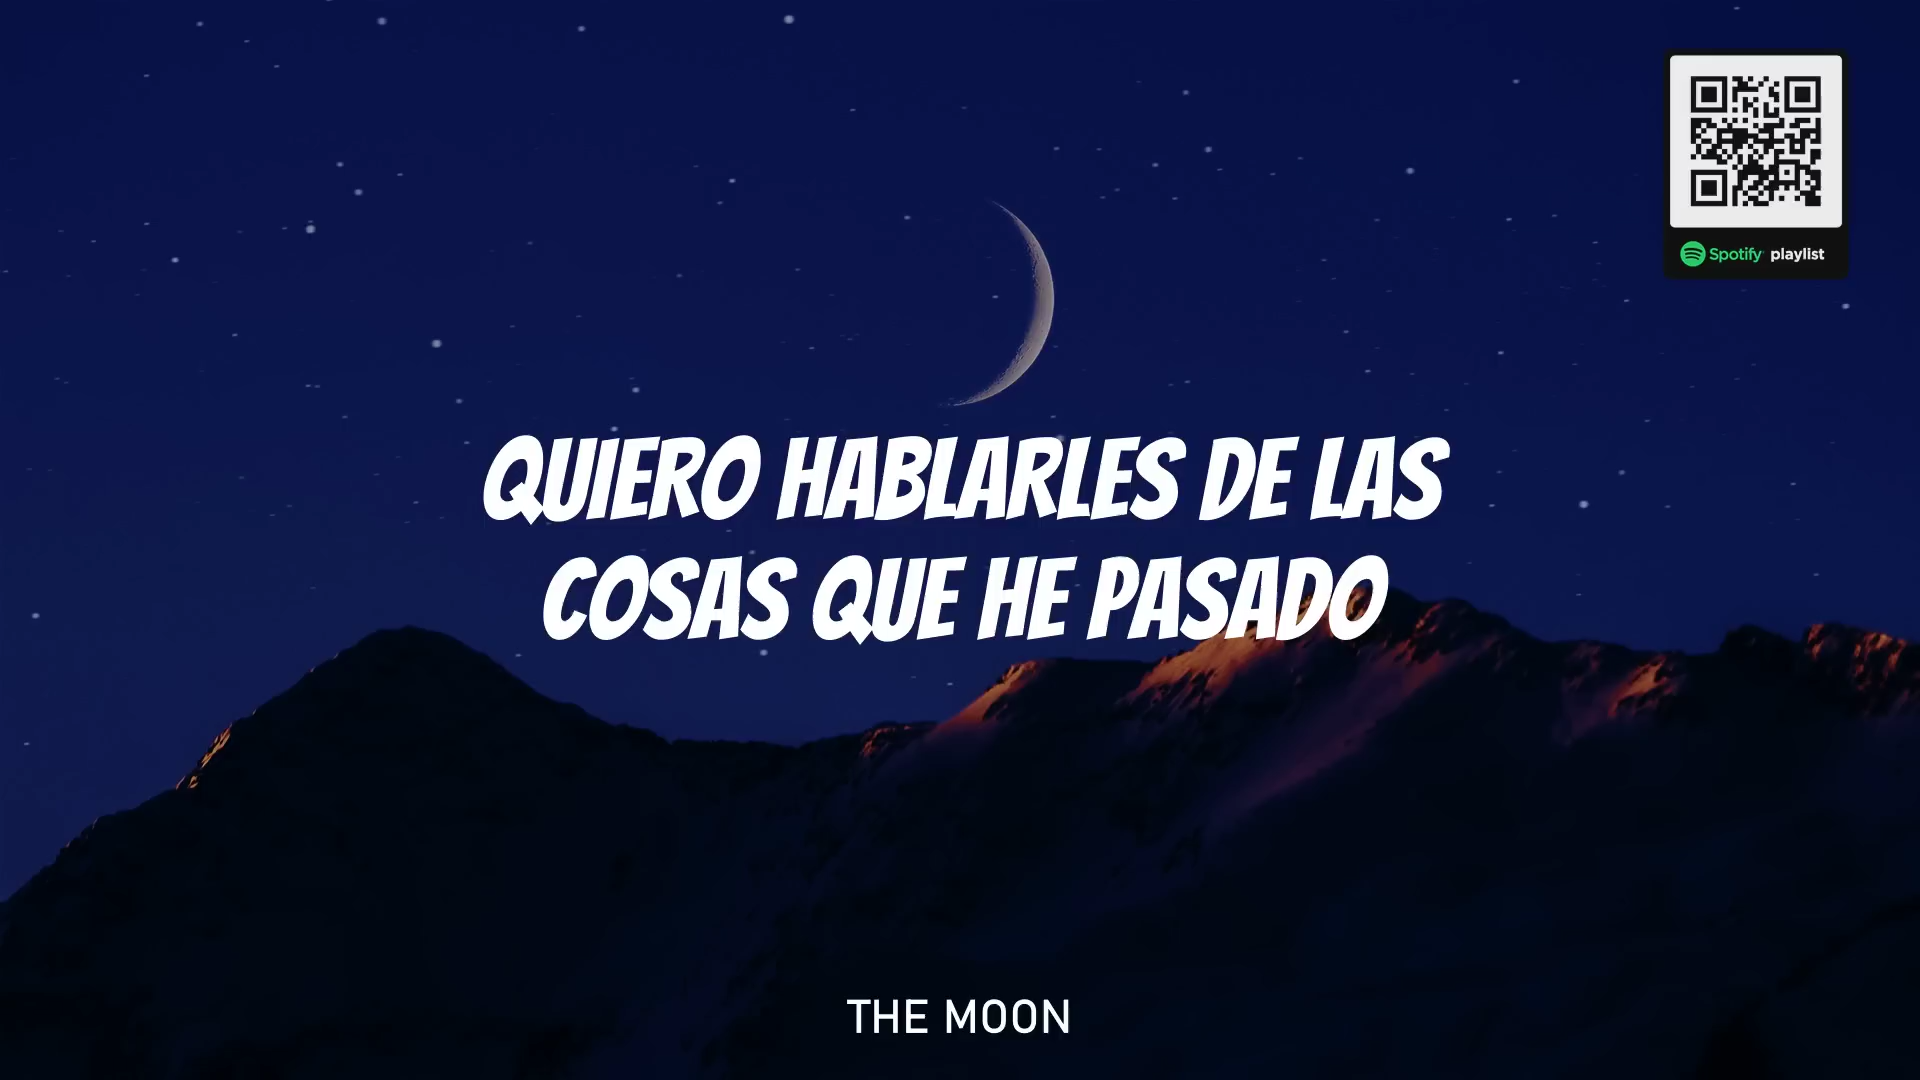 Spotify playlist
QUIERO HABLARLES DE LAS
COSAS QUE HE PASADO
THE MOON